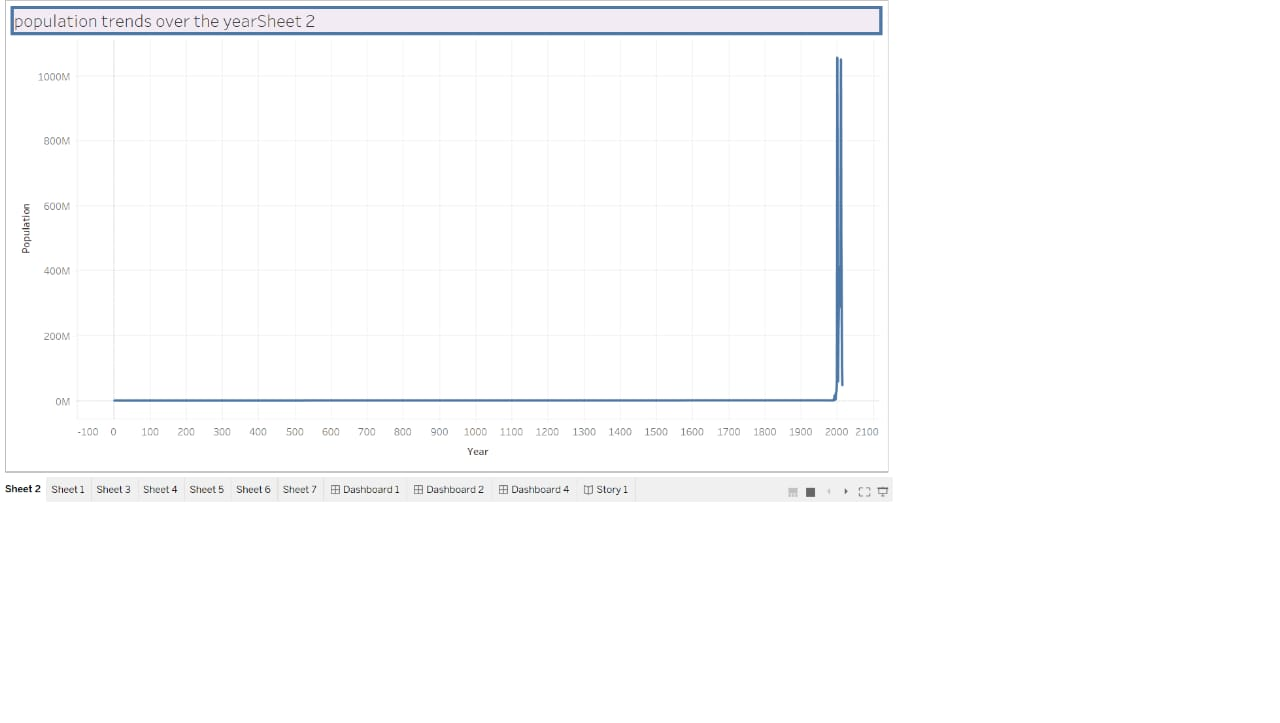 population trends over the yearSheet 2
1000M
800M
600M
400M
200M
0M
Population
-100 0 100 200 300 400 500 600 700 800 900 1000 1100 1200 1300 1400 1500 1600 1700 1800 1900 2000 2100
Year
Sheet 2 Sheet 1 Sheet 3 Sheet 4 Sheet 5 Sheet 6 Sheet 7 Dashboard 1 Dashboard 2 Dashboard 4 Story 1